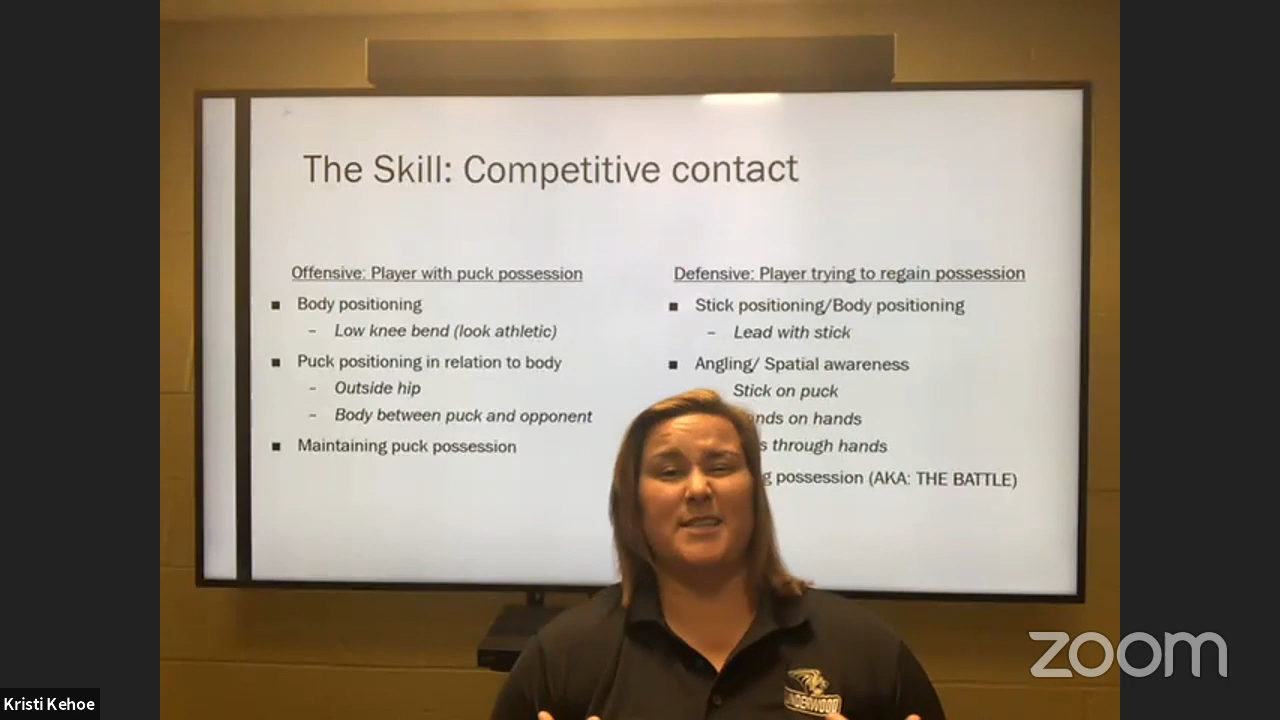 The Skill: Competitive contact
Offensive: Player with puck possession
Body positioning
– Low knee bend (look athletic)
Puck positioning in relation to body
– Outside hip
– Body between puck and opponent
Maintaining puck possession
Defensive: Player trying to regain possession
Stick positioning/Body positioning
– Lead with stick
Angling/ Spatial awareness
Stick on puck
on hands
through hands
possession (AKA: THE BATTLE)
zoom
Kristi Kehoe